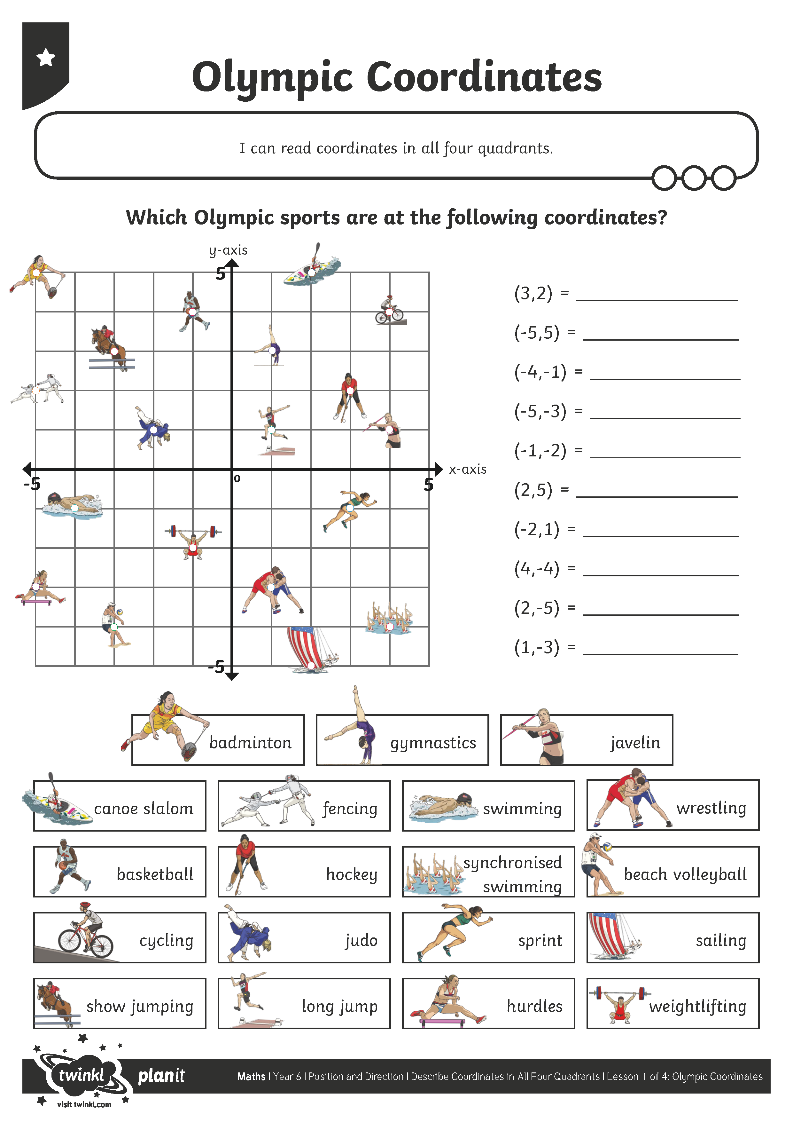 Olympic Coordinates
I can read coordinates in all four quadrants.
Which Olympic sports are at the following coordinates?
y-axis
5
x-axis
-5
0
5
-5
(3,2) =
(-5,5) =
(-4,-1) =
(-5,-3) =
(-1,-2) =
(2,5) =
(-2,1) =
(4,-4) =
(2,-5) =
(1,-3) =
badminton
gymnastics
javelin
canoe slalom
fencing
swimming
wrestling
basketball
hockey
synchronised
swimming
beach volleyball
cycling
judo
sprint
sailing
show jumping
long jump
hurdles
weightlifting
twinkl planit
visit twinkl.com
Maths | Year 6 | Position and Direction | Describe Coordinates in All Four Quadrants | Lesson 1 of 4: Olympic Coordinates